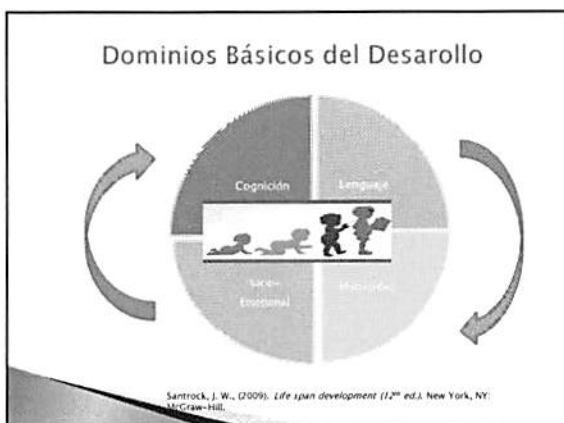 Dominios Básicos del Desarollo
Cognición
Lenguaje
Socio-
Emocional
Motricidad
Santrock, J. W., (2009). Life span development (12th ed.). New York, NY:
McGraw-Hill.